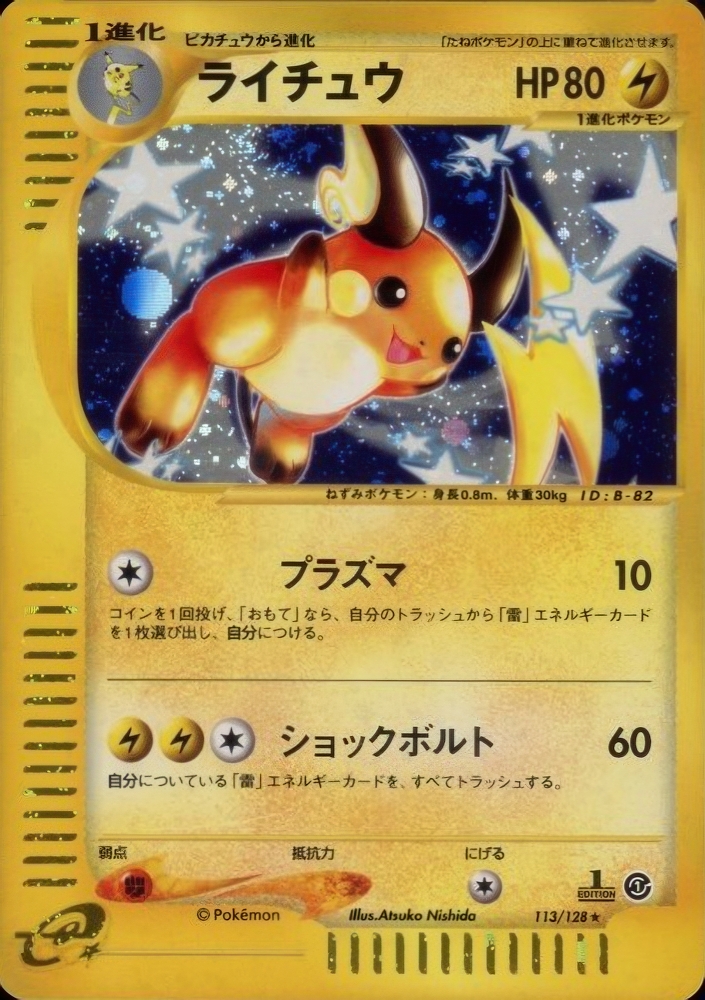 1進化 ピカチュウから進化 「たねポケモン」の上に重ねて進化させます。
ライチュウ HP80
1進化ポケモン
ねずみポケモン：身長0.8m. 体重30kg ID:B-82
プラズマ 10
コインを1回投げ、「おもて」なら、自分のトラッシュから「雷」エネルギーカード
を1枚選び出し、自分につける。
ショックボルト 60
自分についている「雷」エネルギーカードを、すべてトラッシュする。
弱点 抵抗力 にげる
1
EDITION
©Pokémon Illus.Atsuko Nishida 113/128★
e